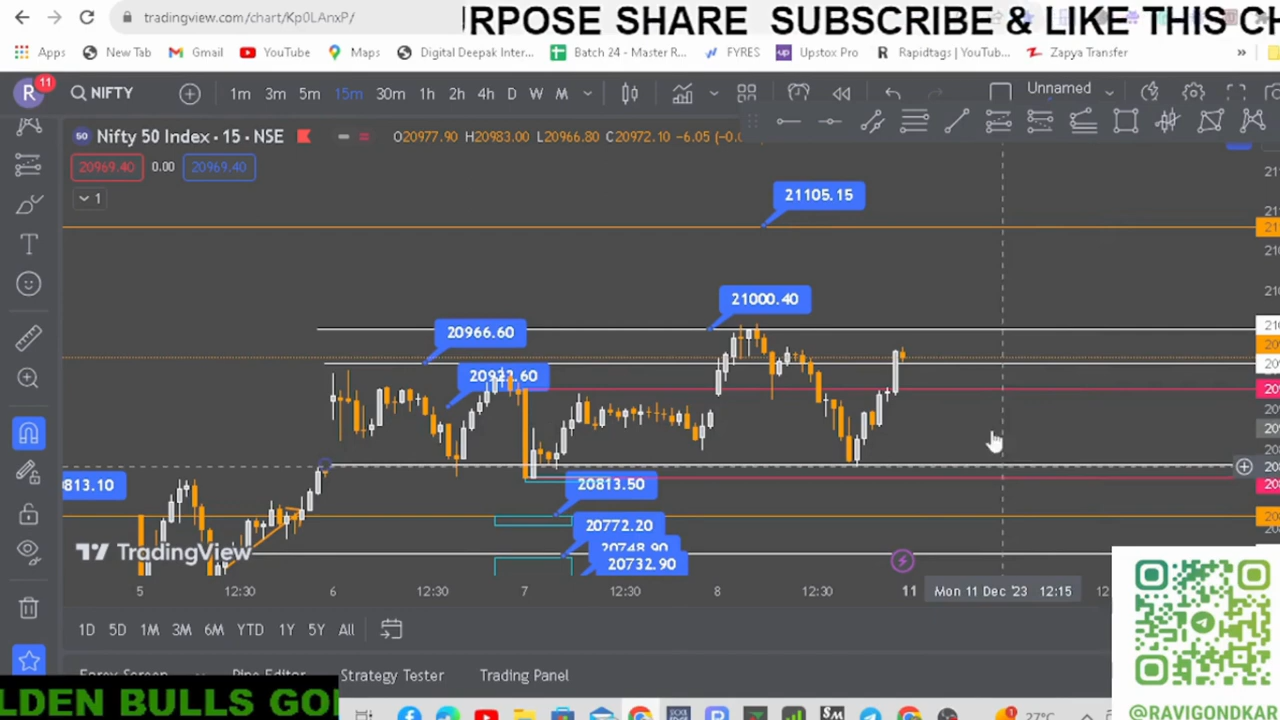 tradingview.com/chart/Kp0LAnxP/
RPOSE SHARE SUBSCRIBE & LIKE THIS CH
Apps New Tab Gmail YouTube Maps Digital Deepak Inter... Batch 24 - Master R... FYRES Upstox Pro Rapidtags | YouTub... Zapya Transfer »
R 11 NIFTY 1m 3m 5m 15m 30m 1h 2h 4h D W M Unnamed
50 Nifty 50 Index · 15 · NSE O20977.90 H20983.00 L20966.80 C20972.10 −6.05
20969.40 0.00 20969.40
1
21105.15
21000.40
20966.60
813.10
20813.50
20772.20
20748.90
20732.90
TradingView
5 12:30 6 12:30 7 12:30 8 12:30 11 Mon 11 Dec '23 12:15
1D 5D 1M 3M 6M YTD 1Y 5Y All
Strategy Tester Trading Panel
LDEN BULLS GO
27°C
@RAVIGONDKAR